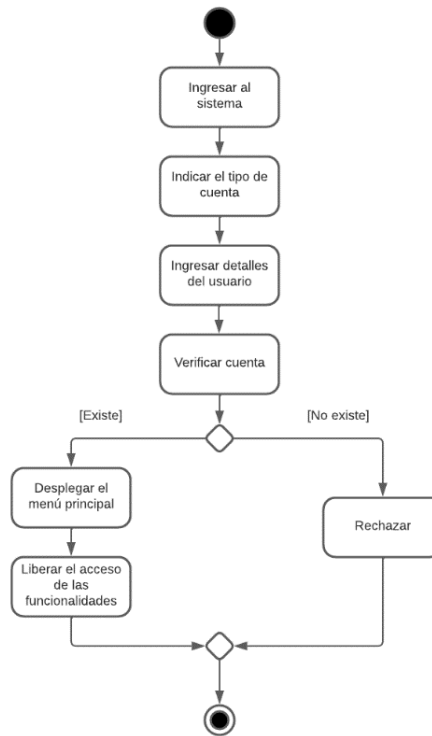 Ingresar al
sistema
Indicar el tipo de
cuenta
Ingresar detalles
del usuario
Verificar cuenta
[Existe]
[No existe]
Desplegar el
menú principal
Rechazar
Liberar el acceso
de las
funcionalidades